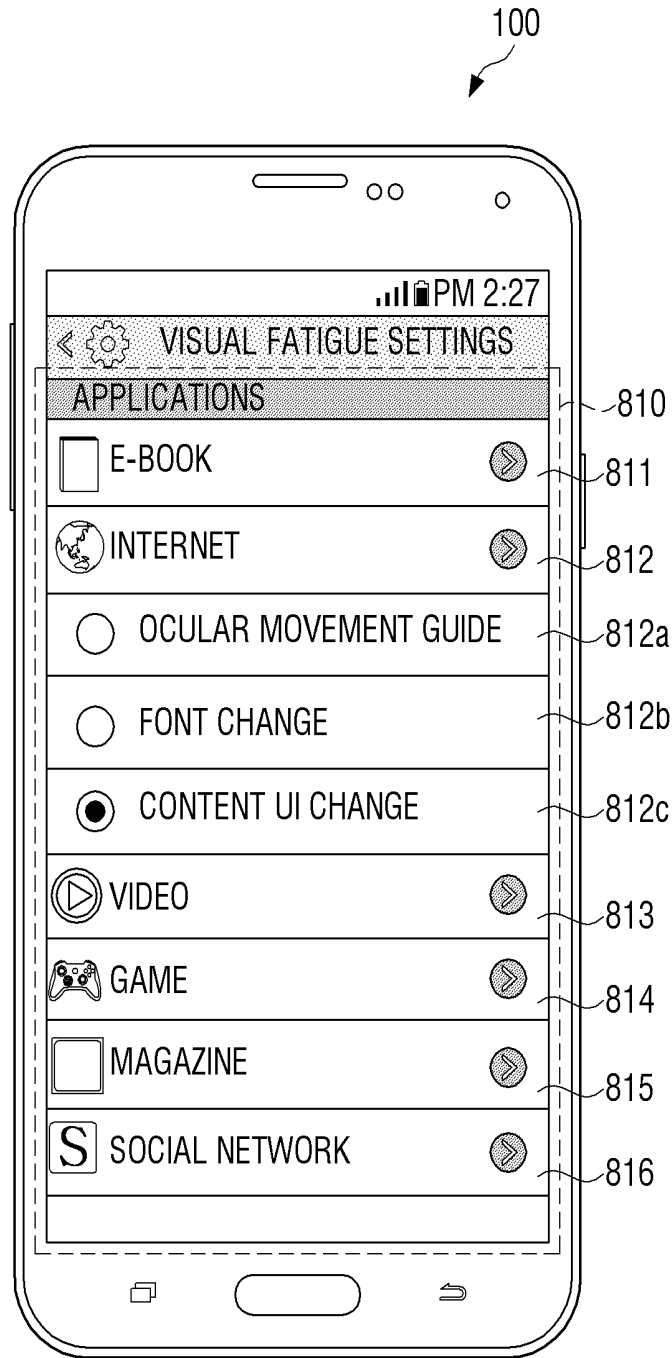 100
PM 2:27
VISUAL FATIGUE SETTINGS
APPLICATIONS
810
E-BOOK
811
INTERNET
812
OCULAR MOVEMENT GUIDE
812a
FONT CHANGE
812b
CONTENT UI CHANGE
812c
VIDEO
813
GAME
814
MAGAZINE
815
S SOCIAL NETWORK
816